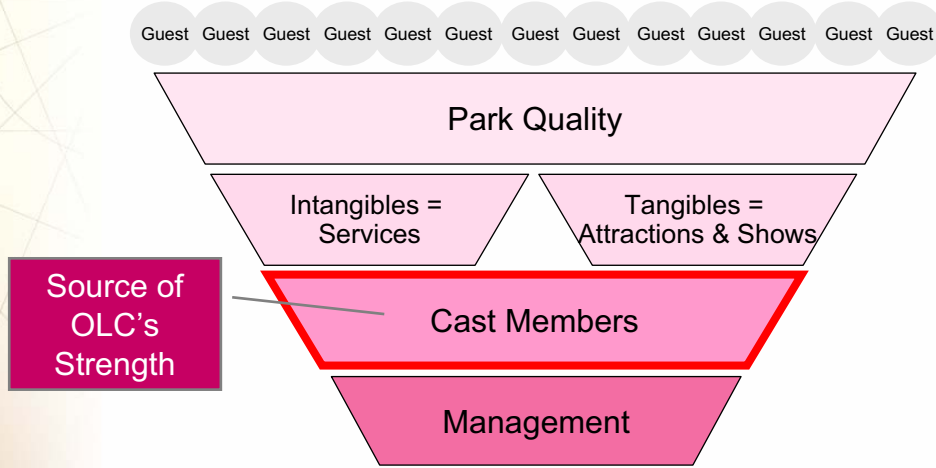 Guest Guest Guest Guest Guest Guest Guest Guest Guest Guest Guest Guest Guest
Park Quality
Intangibles =
Services
Tangibles =
Attractions & Shows
Source of
OLC's
Strength
Cast Members
Management